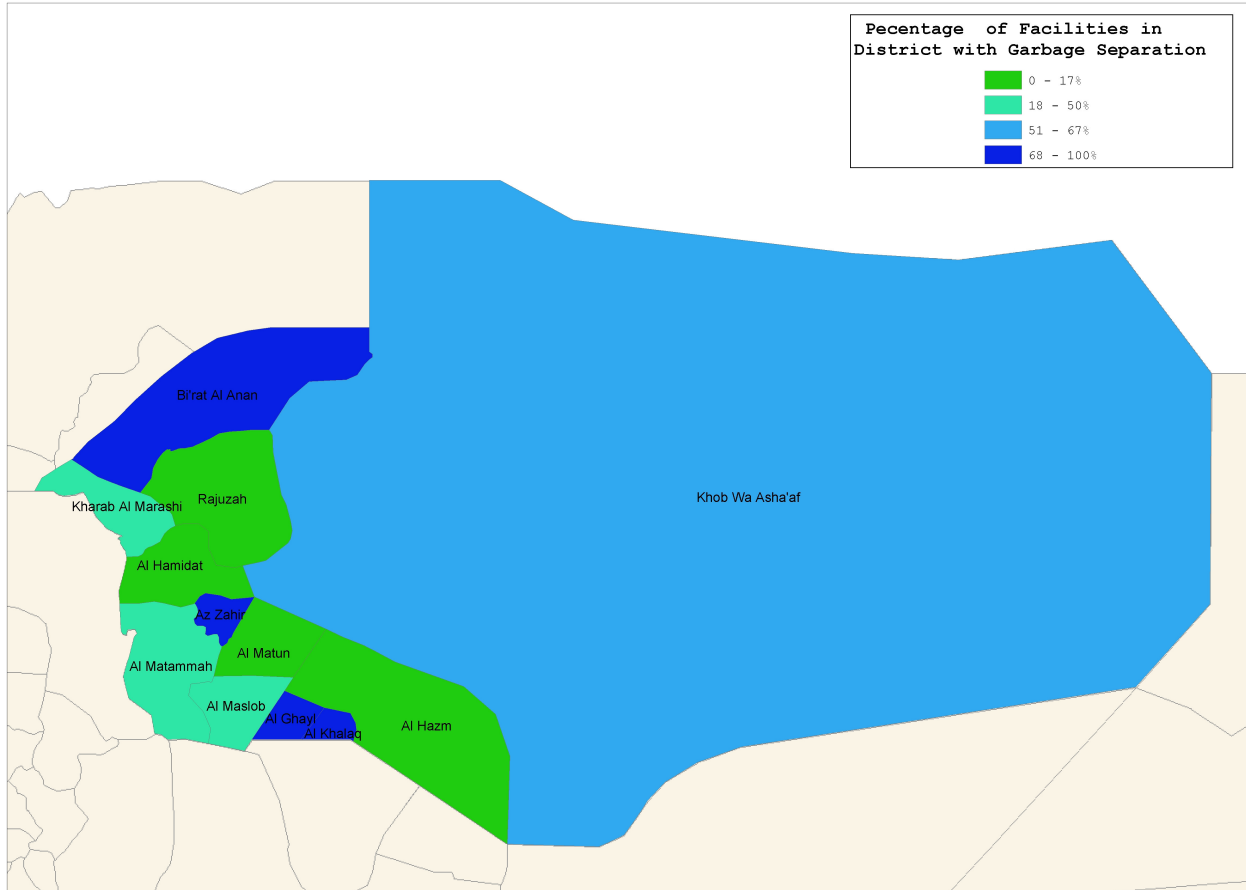 Pecentage of Facilities in
District with Garbage Separation
0 - 17%
18 - 50%
51 - 67%
68 - 100%
Bi'rat Al Anan
Rajuzah
Khob Wa Asha'af
Kharab Al Marashi
Al Hamidat
Az Zahir
Al Matun
Al Matammah
Al Maslob
Al Ghayl
Al Hazm
Al Khalaq